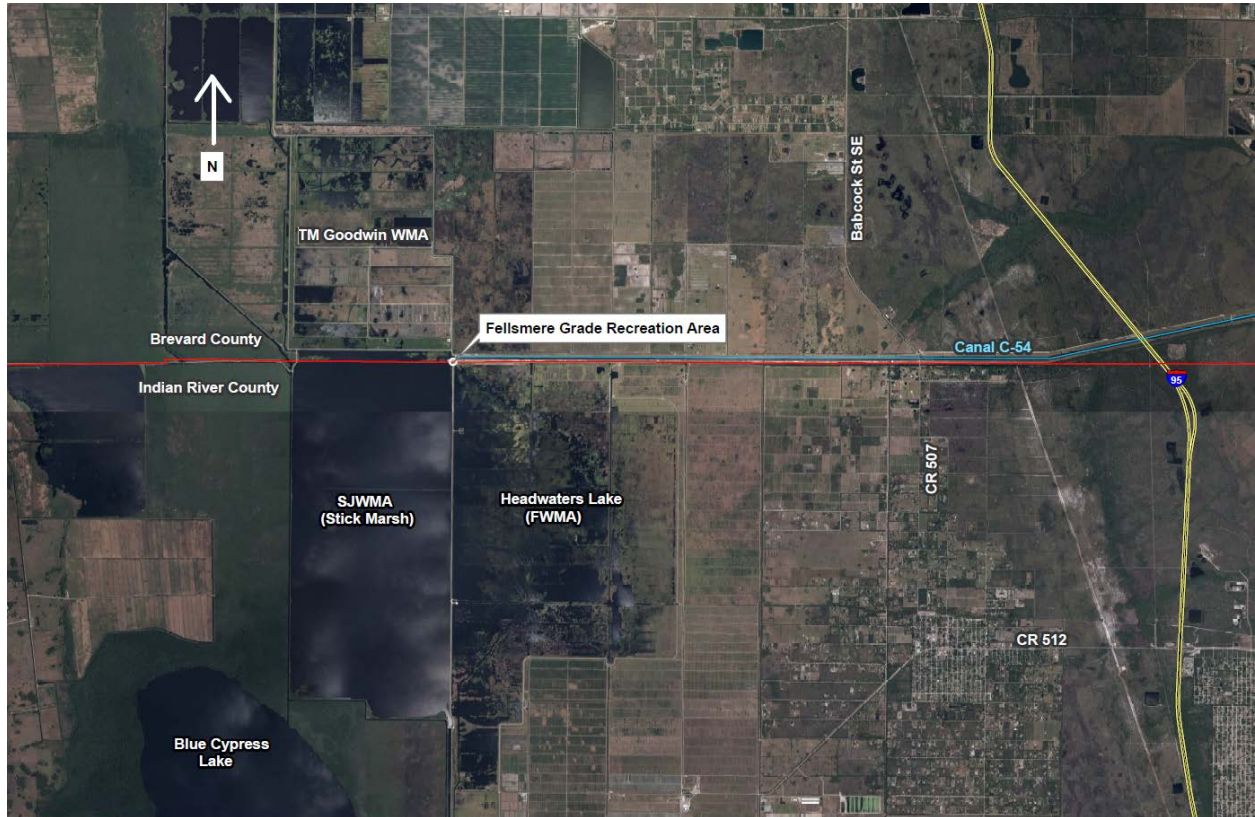 N
Babcock St SE
TM Goodwin WMA
Fellsmere Grade Recreation Area
Brevard County
Canal C-54
Indian River County
95
CR 507
SJWMA
(Stick Marsh)
Headwaters Lake
(FWMA)
CR 512
Blue Cypress
Lake